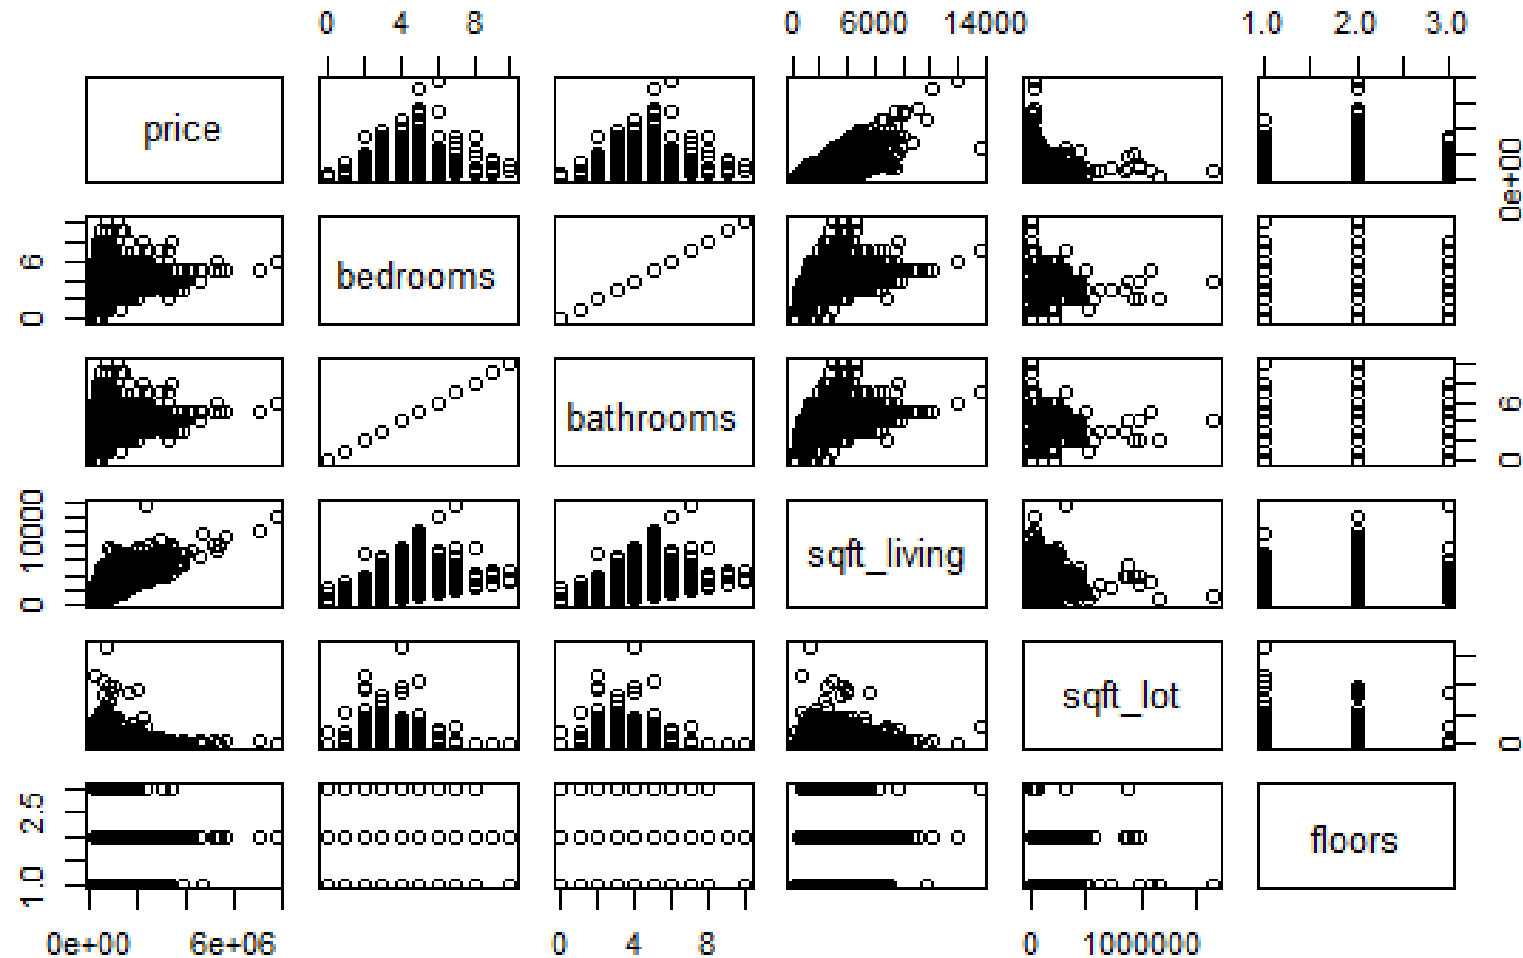 0 4 8 0 6000 14000 1.0 2.0 3.0
price
0e+00
0 6
bedrooms
bathrooms
0 6
0 10000
sqft_living
sqft_lot
0
1.0 2.5
floors
0e+00 6e+06 0 4 8 0 1000000